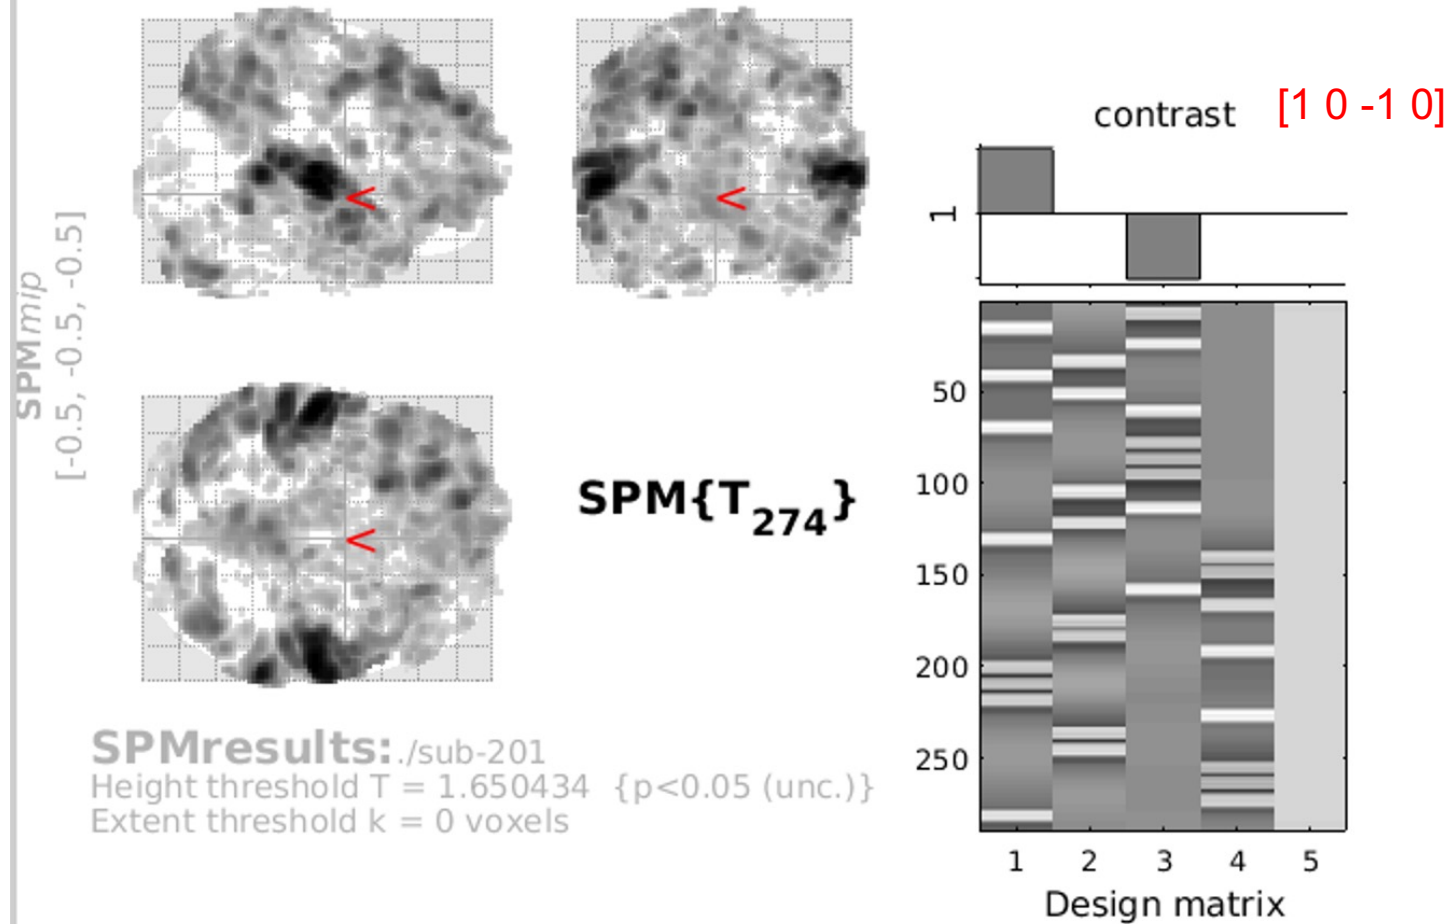 SPMmip
[-0.5, -0.5, -0.5]
<
<
<
SPM{T274}
SPMresults: ./sub-201
Height threshold T = 1.650434 {p<0.05 (unc.)}
Extent threshold k = 0 voxels
contrast [1 0 -1 0]
1
50
100
150
200
250
1 2 3 4 5
Design matrix